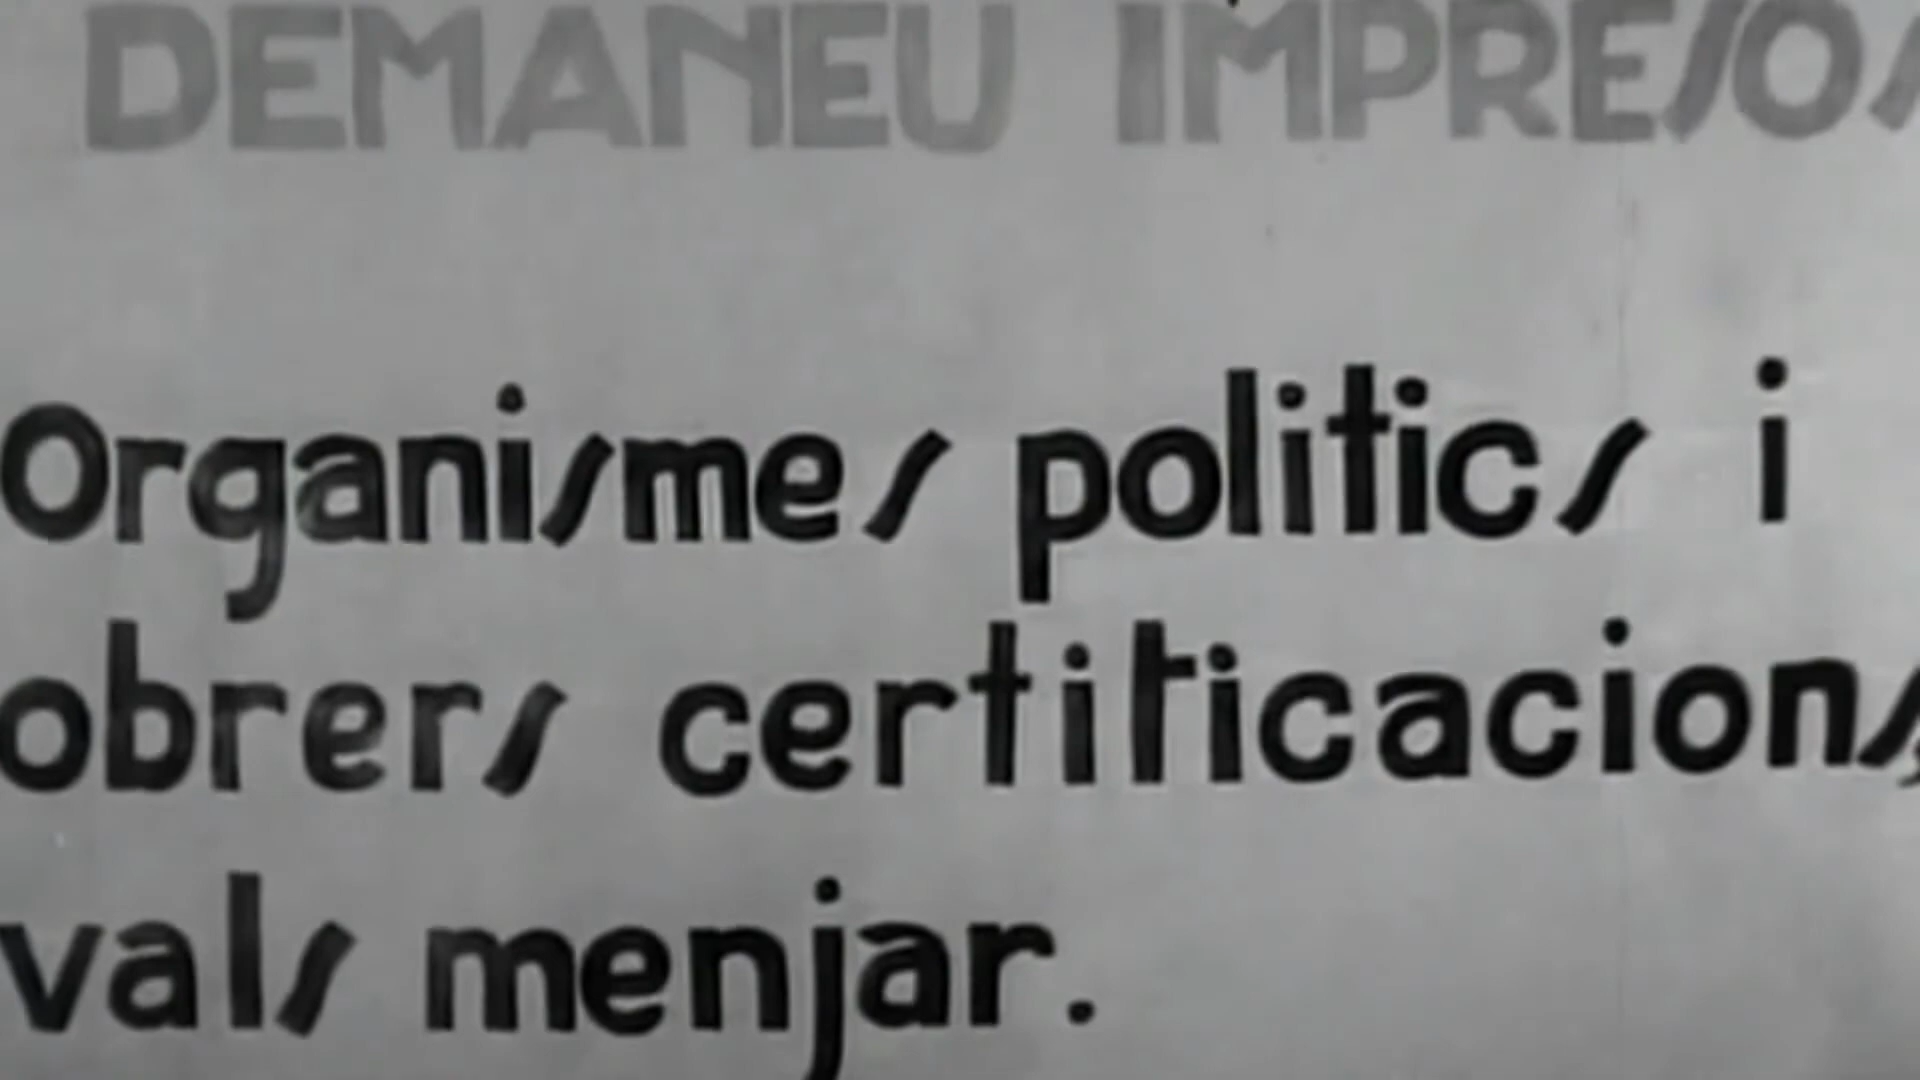 DEMANEU IMPRESOS
Organismes politics i
obrers certificacions,
vals menjar.